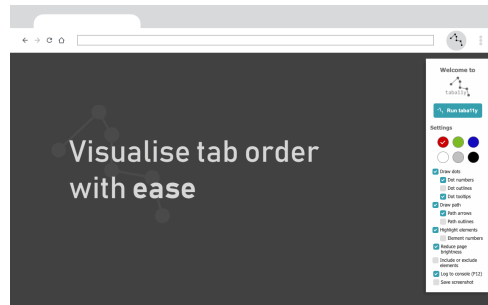 Visualise tab order
with ease
Welcome to
taba11y
Run taba11y
Settings
Draw dots
Dot numbers
Dot outlines
Dot tooltips
Draw path
Path arrows
Path outlines
Highlight elements
Element numbers
Reduce page
brightness
Include or exclude
elements
Log to console (F12)
Save screenshot